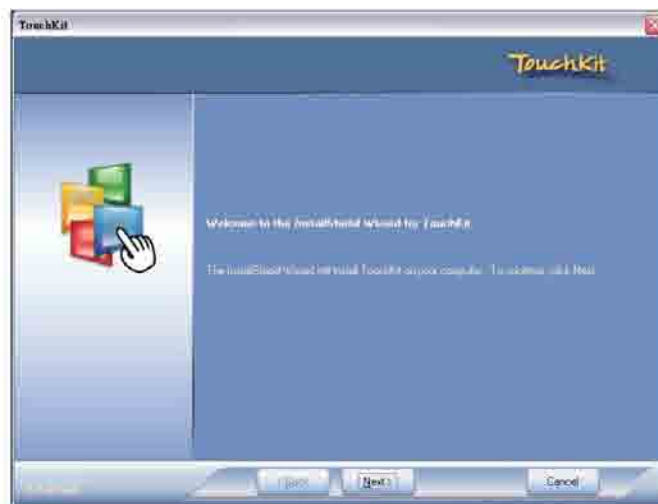 TouchKit
TouchKit
Welcome to the InstallShield Wizard for TouchKit
The InstallShield Wizard will install TouchKit on your computer. To continue, click Next.
< Back
Next >
Cancel